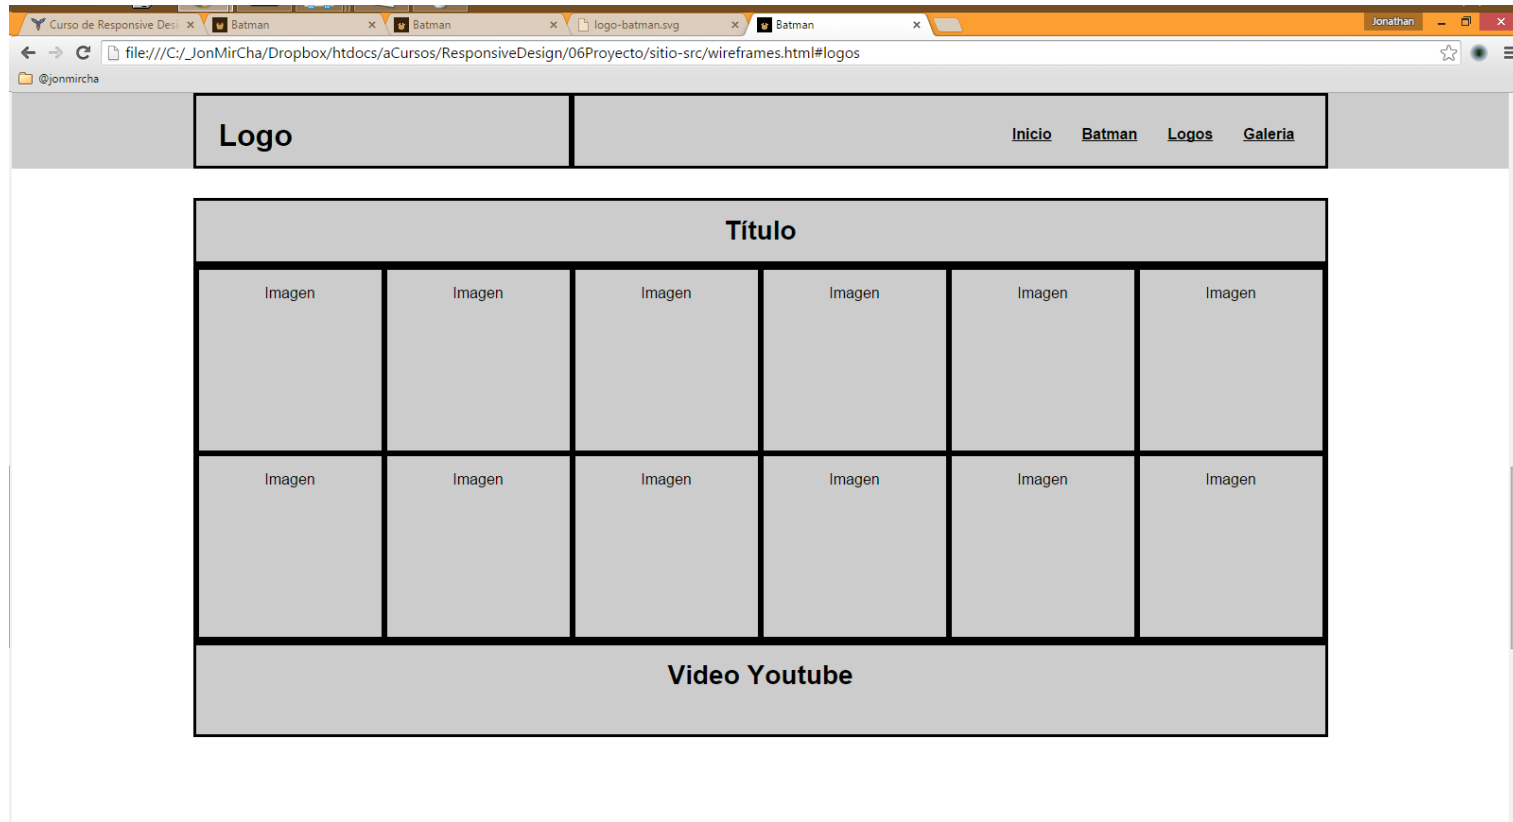 Curso de Responsive Desi Batman Batman logo-batman.svg Batman Jonathan
file:///C:/_JonMirCha/Dropbox/htdocs/aCursos/ResponsiveDesign/06Proyecto/sitio-src/wireframes.html#logos
@jonmircha
Logo Inicio Batman Logos Galeria
Título
Imagen Imagen Imagen Imagen Imagen Imagen
Imagen Imagen Imagen Imagen Imagen Imagen
Video Youtube